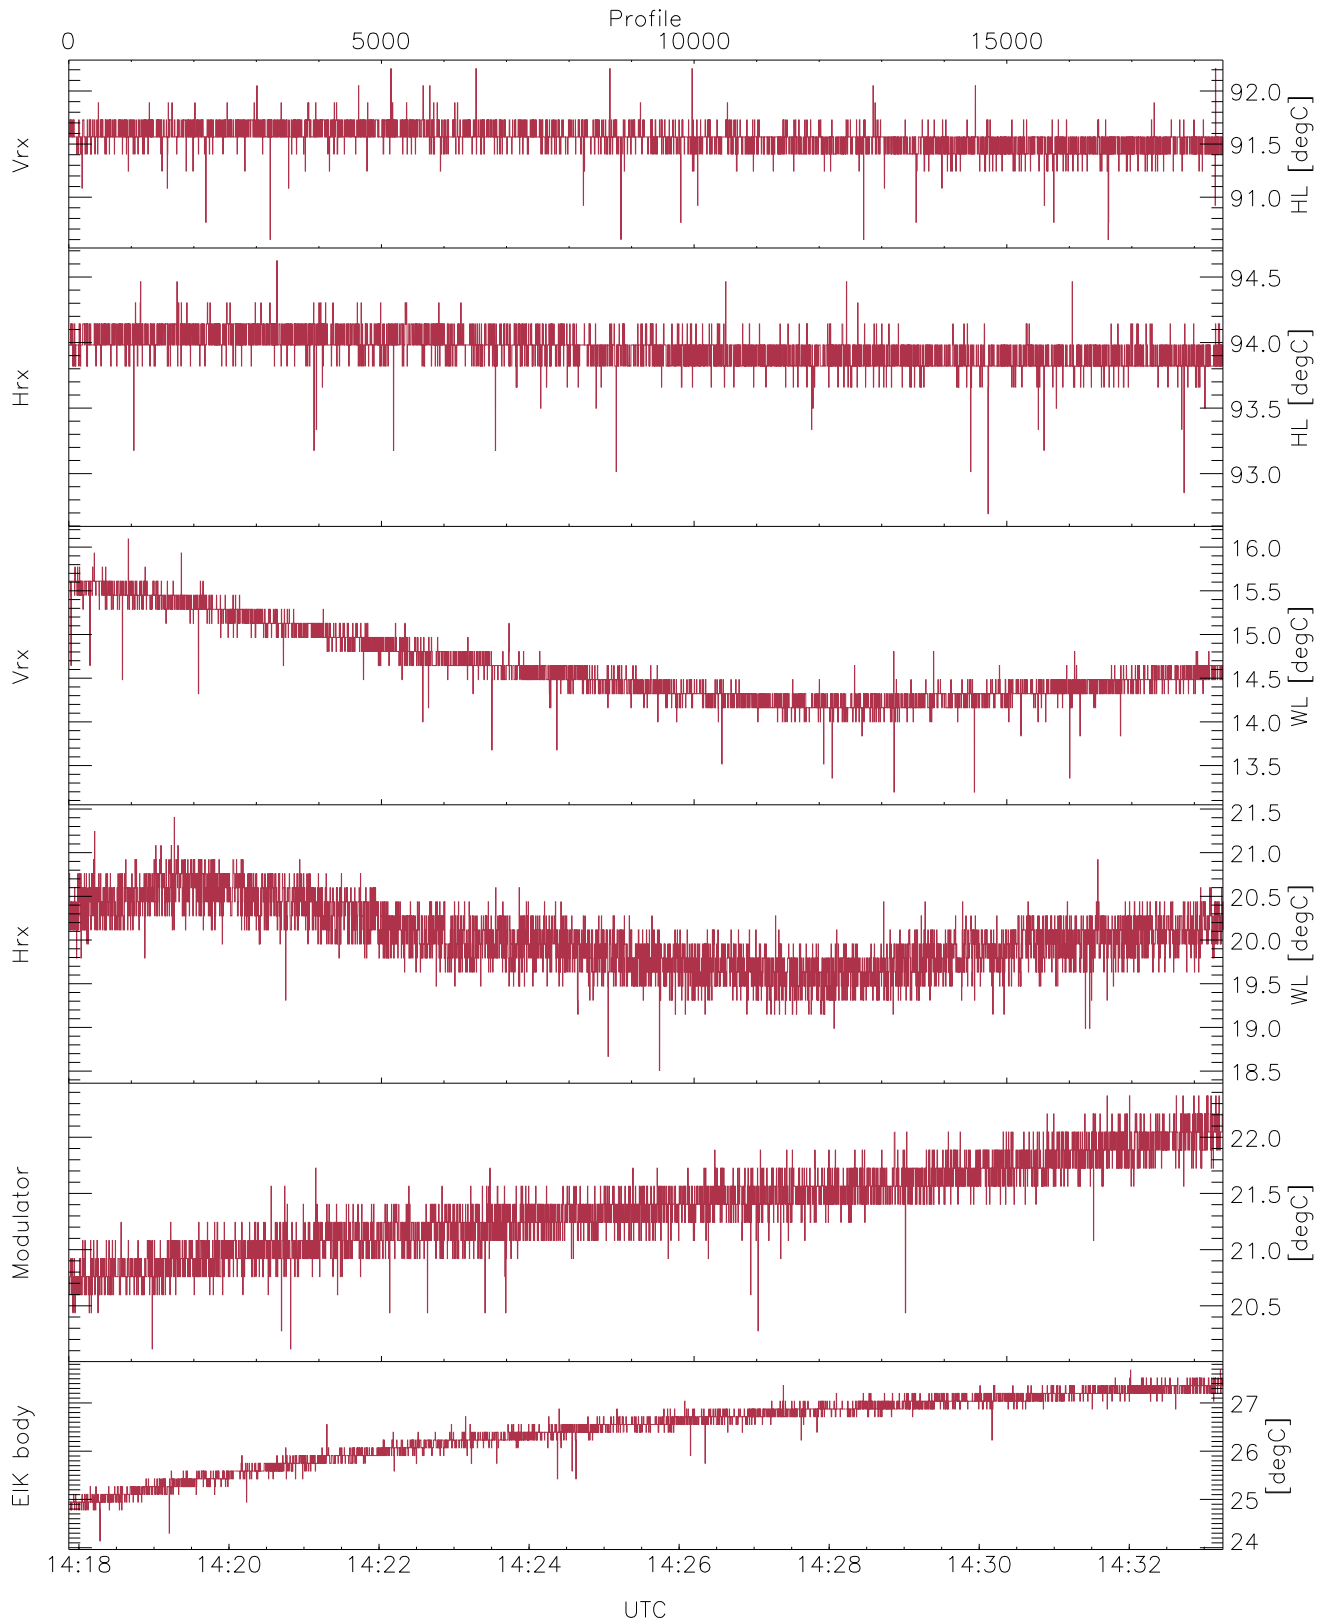 Profile
0 5000 10000 15000
Vrx
92.0
91.5
91.0
HL [degC]
Hrx
94.5
94.0
93.5
93.0
HL [degC]
Vrx
16.0
15.5
15.0
14.5
14.0
13.5
WL [degC]
Hrx
21.5
21.0
20.5
20.0
19.5
19.0
18.5
WL [degC]
Modulator
22.0
21.5
21.0
20.5
[degC]
EIK body
27
26
25
24
[degC]
14:18 14:20 14:22 14:24 14:26 14:28 14:30 14:32
UTC